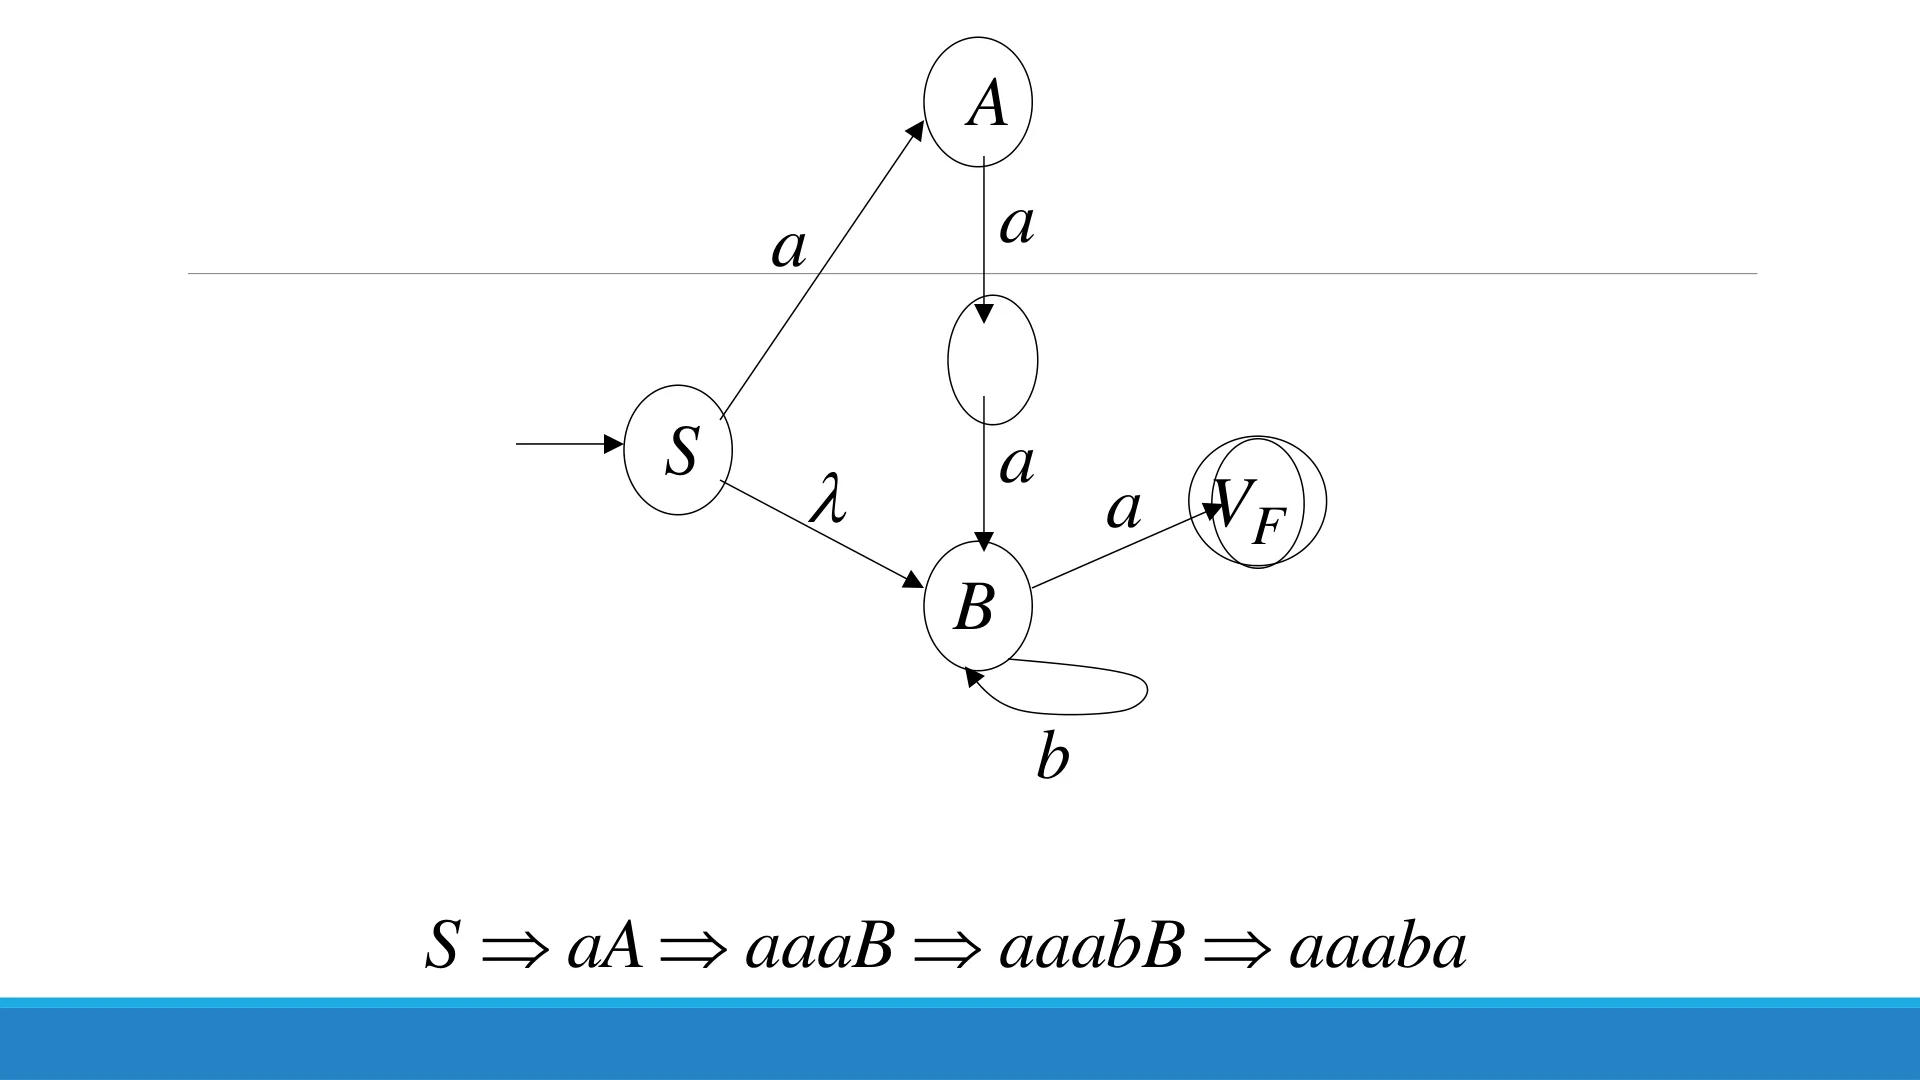 A
a
a
S
λ
a
a
V_F
B
b
S ⇒ aA ⇒ aaaB ⇒ aaabB ⇒ aaaba